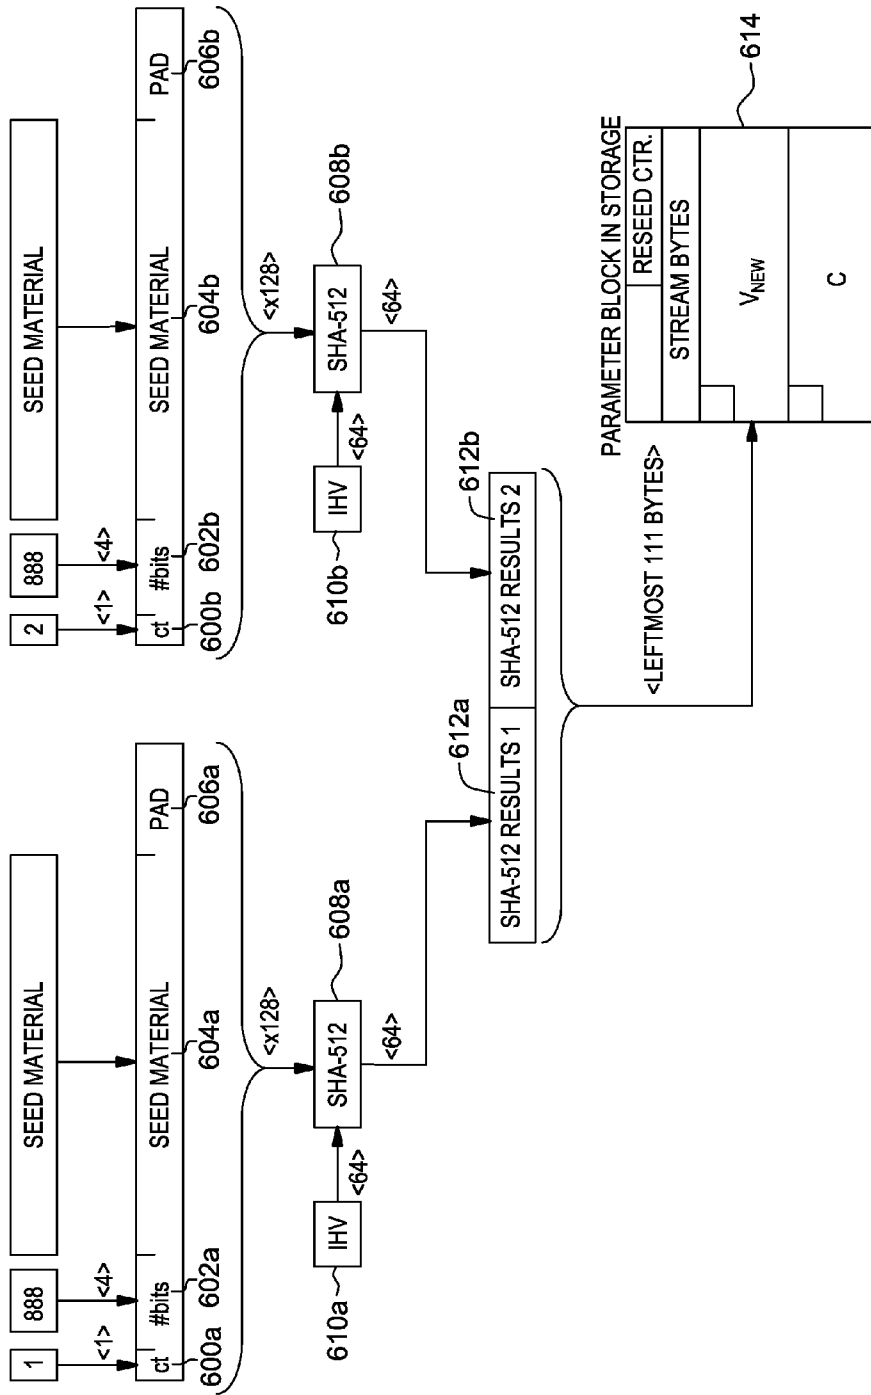 1
888
SEED MATERIAL
<1>
<4>
ct
#bits
SEED MATERIAL
PAD
600a
602a
604a
606a
<x128>
IHV
<64>
SHA-512
610a
608a
<64>
2
888
SEED MATERIAL
<1>
<4>
ct
#bits
SEED MATERIAL
PAD
600b
602b
604b
606b
<x128>
IHV
<64>
SHA-512
610b
608b
<64>
612a
612b
SHA-512 RESULTS 1
SHA-512 RESULTS 2
<LEFTMOST 111 BYTES>
PARAMETER BLOCK IN STORAGE
RESEED CTR.
STREAM BYTES
VNEW
C
614